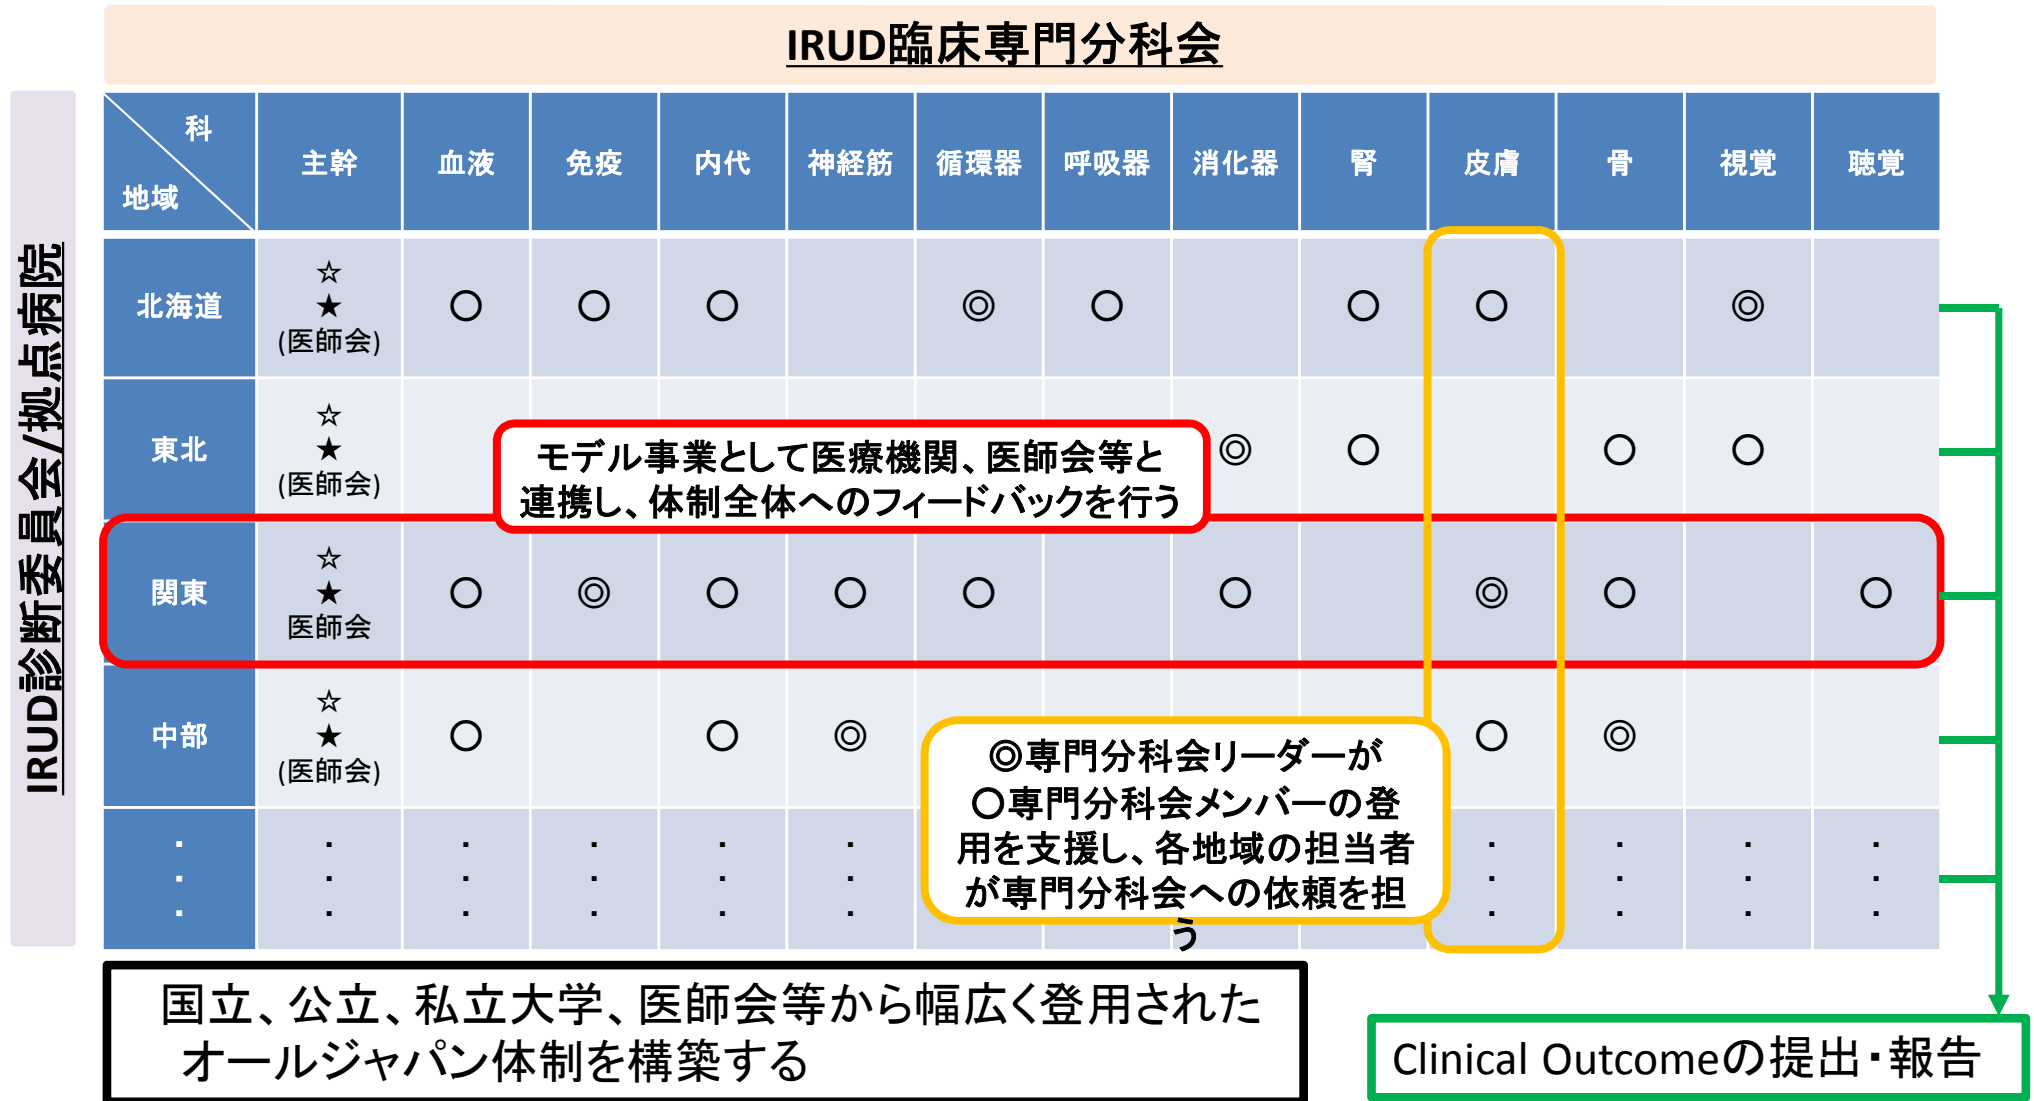 IRUD臨床専門分科会
IRUD診断委員会/拠点病院
科
地域
主幹 血液 免疫 内代 神経筋 循環器 呼吸器 消化器 腎 皮膚 骨 視覚 聴覚
北海道
☆
★
(医師会)
○ ○ ○ ◎ ○ ○ ○ ◎
東北
☆
★
(医師会)
◎ ○ ○ ○
モデル事業として医療機関、医師会等と
連携し、体制全体へのフィードバックを行う
関東
☆
★
医師会
○ ◎ ○ ○ ○ ○ ◎ ○ ○
中部
☆
★
(医師会)
○ ○ ◎ ○ ◎
◎専門分科会リーダーが
○専門分科会メンバーの登
用を支援し、各地域の担当者
が専門分科会への依頼を担
う
国立、公立、私立大学、医師会等から幅広く登用された
オールジャパン体制を構築する
Clinical Outcomeの提出・報告